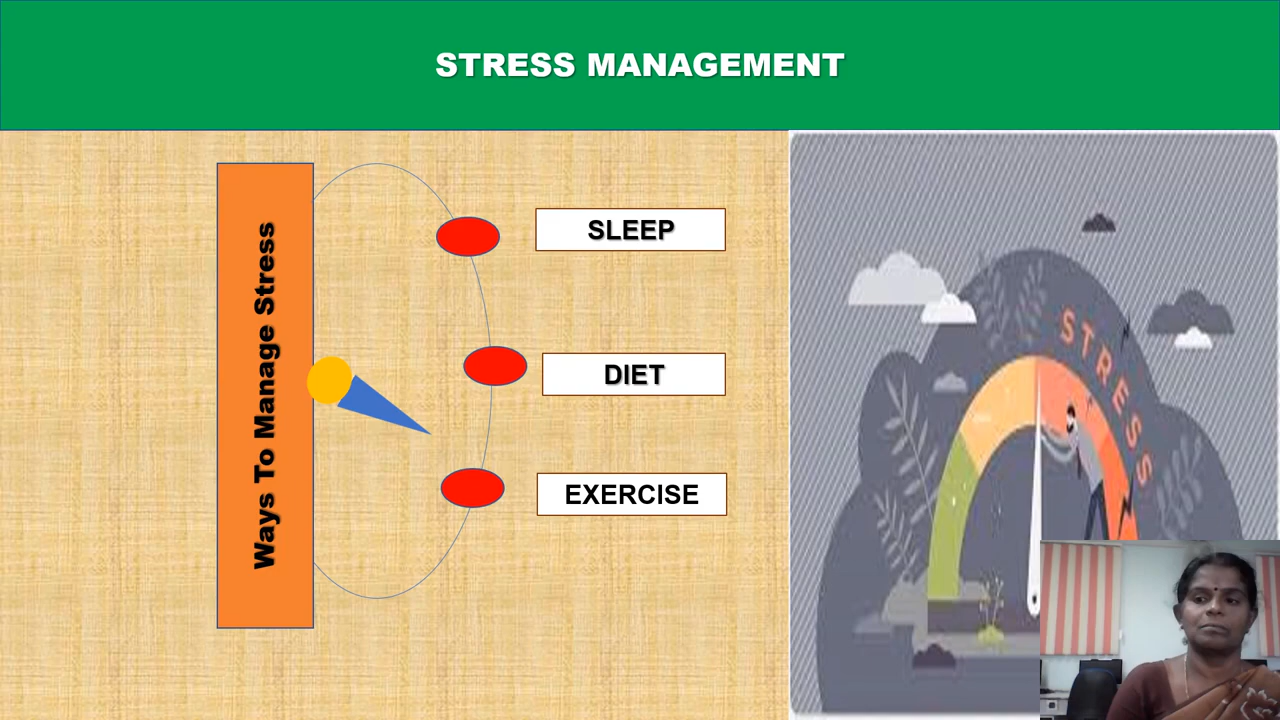 STRESS MANAGEMENT
Ways To Manage Stress
SLEEP
DIET
EXERCISE
STRESS